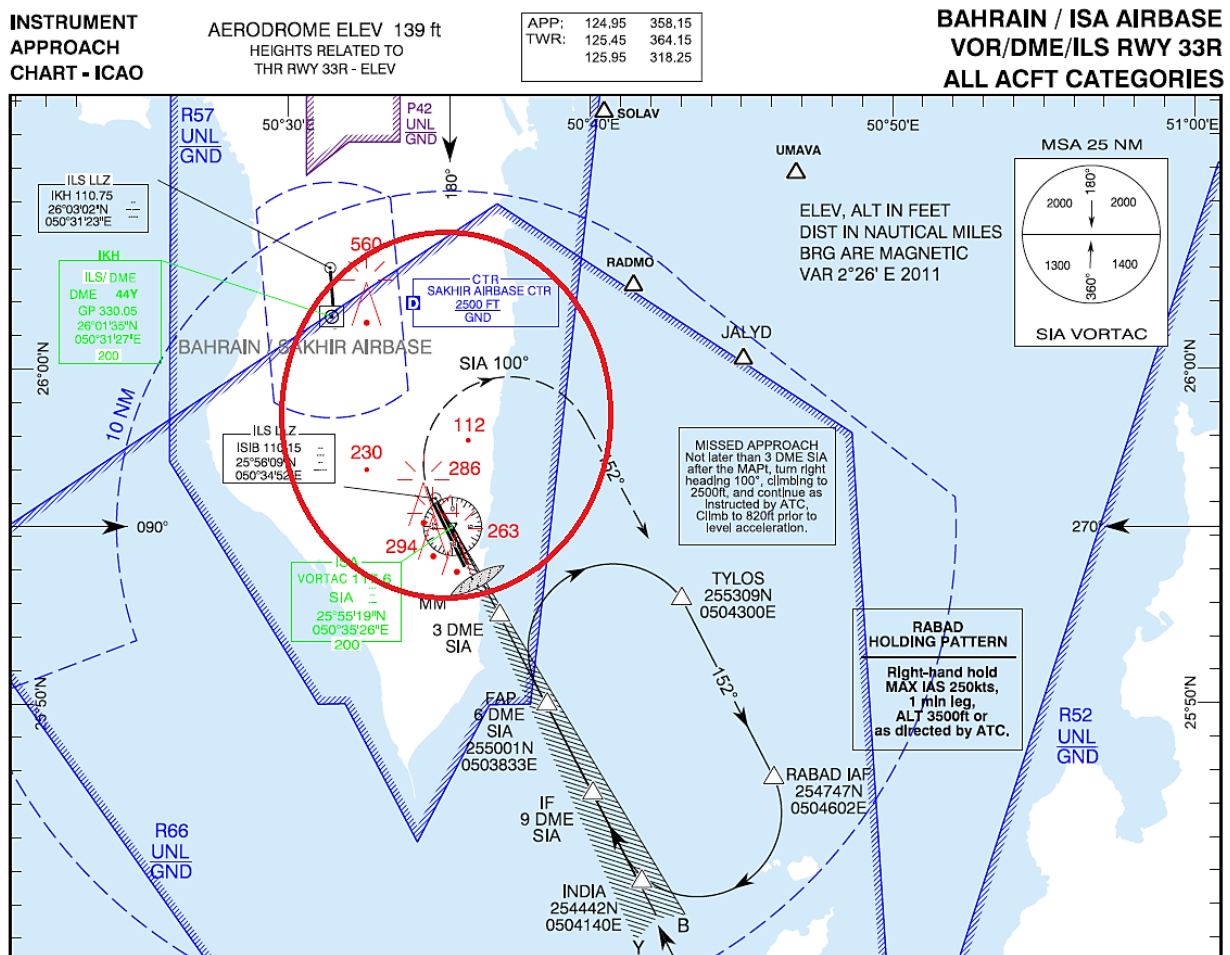 INSTRUMENT
APPROACH
CHART - ICAO
AERODROME ELEV 139 ft
HEIGHTS RELATED TO
THR RWY 33R - ELEV
APP: 124.95 358.15
TWR: 125.45 364.15
125.95 318.25
BAHRAIN / ISA AIRBASE
VOR/DME/ILS RWY 33R
ALL ACFT CATEGORIES
R57
UNL
GND
50°30'E
P42
UNL
GND
180°
50°40'E
SOLAV
50°50'E
51°00'E
UMAVA
MSA 25 NM
180°
2000
2000
1300
1400
360°
SIA VORTAC
ELEV, ALT IN FEET
DIST IN NAUTICAL MILES
BRG ARE MAGNETIC
VAR 2°26' E 2011
ILS LLZ
IKH 110.75
26°03'02"N
050°31'23"E
IKH
ILS/DME
DME 44Y
GP 330.05
26°01'35"N
050°31'27"E
200
560
RADMO
D
CTR
SAKHIR AIRBASE CTR
2500 FT
GND
JALYD
BAHRAIN / SAKHIR AIRBASE
26°00'N
26°00'N
SIA 100°
10 NM
ILS LLZ
ISIB 110.15
25°56'09"N
050°34'52"E
230
112
286
152°
MISSED APPROACH
Not later than 3 DME SIA
after the MAPt, turn right
heading 100°, climbing to
2500ft, and continue as
instructed by ATC,
Climb to 820ft prior to
level acceleration.
090°
270°
263
294
ISA
VORTAC 117.6
SIA
25°55'19"N
050°35'26"E
200
MM
3 DME
SIA
TYLOS
255309N
0504300E
RABAD
HOLDING PATTERN
Right-hand hold
MAX IAS 250kts,
1 min leg,
ALT 3500ft or
as directed by ATC.
152°
25°50'N
25°50'N
FAP
6 DME
SIA
255001N
0503833E
R52
UNL
GND
RABAD IAF
254747N
0504602E
IF
9 DME
SIA
R66
UNL
GND
INDIA
254442N
0504140E
B
Y